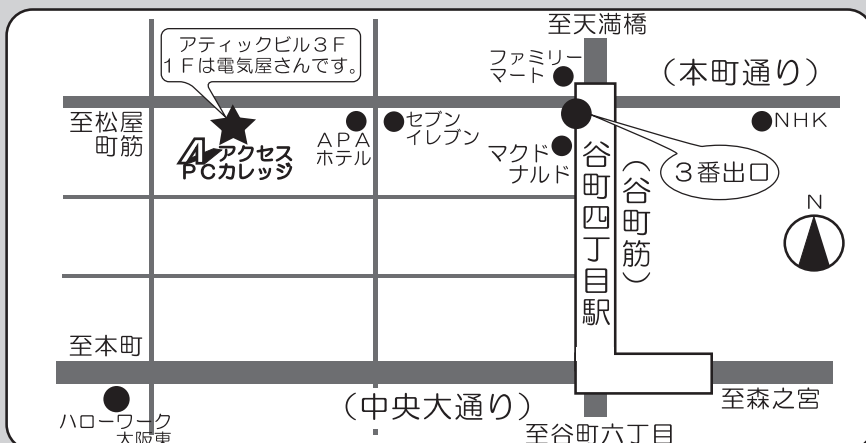 至天満橋
アティックビル３Ｆ
１Ｆは電気屋さんです。
ファミリー
マート
(本町通り)
至松屋
町筋
ＡＰＡ
ホテル
セブン
イレブン
ＮＨＫ
アクセス
PCカレッジ
マクド
ナルド
３番出口
谷町四丁目駅
(谷町筋)
Ｎ
至本町
(中央大通り)
至森之宮
ハローワーク
大阪東
至谷町六丁目